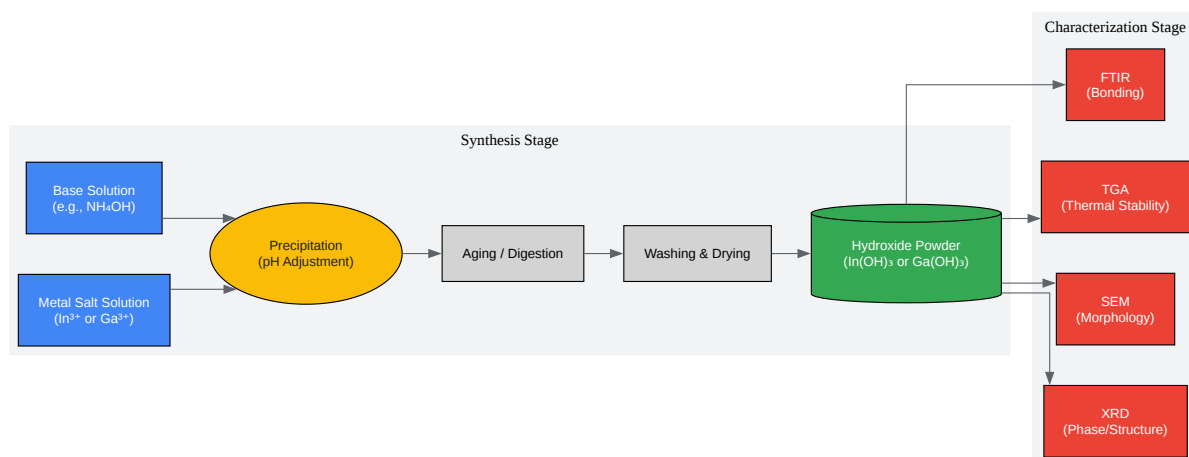 Characterization Stage
FTIR
(Bonding)
Synthesis Stage
Base Solution
(e.g., NH₄OH)
TGA
(Thermal Stability)
Precipitation
(pH Adjustment)
Aging / Digestion
Washing & Drying
Hydroxide Powder
(In(OH)₃ or Ga(OH)₃)
Metal Salt Solution
(In³⁺ or Ga³⁺)
SEM
(Morphology)
XRD
(Phase/Structure)